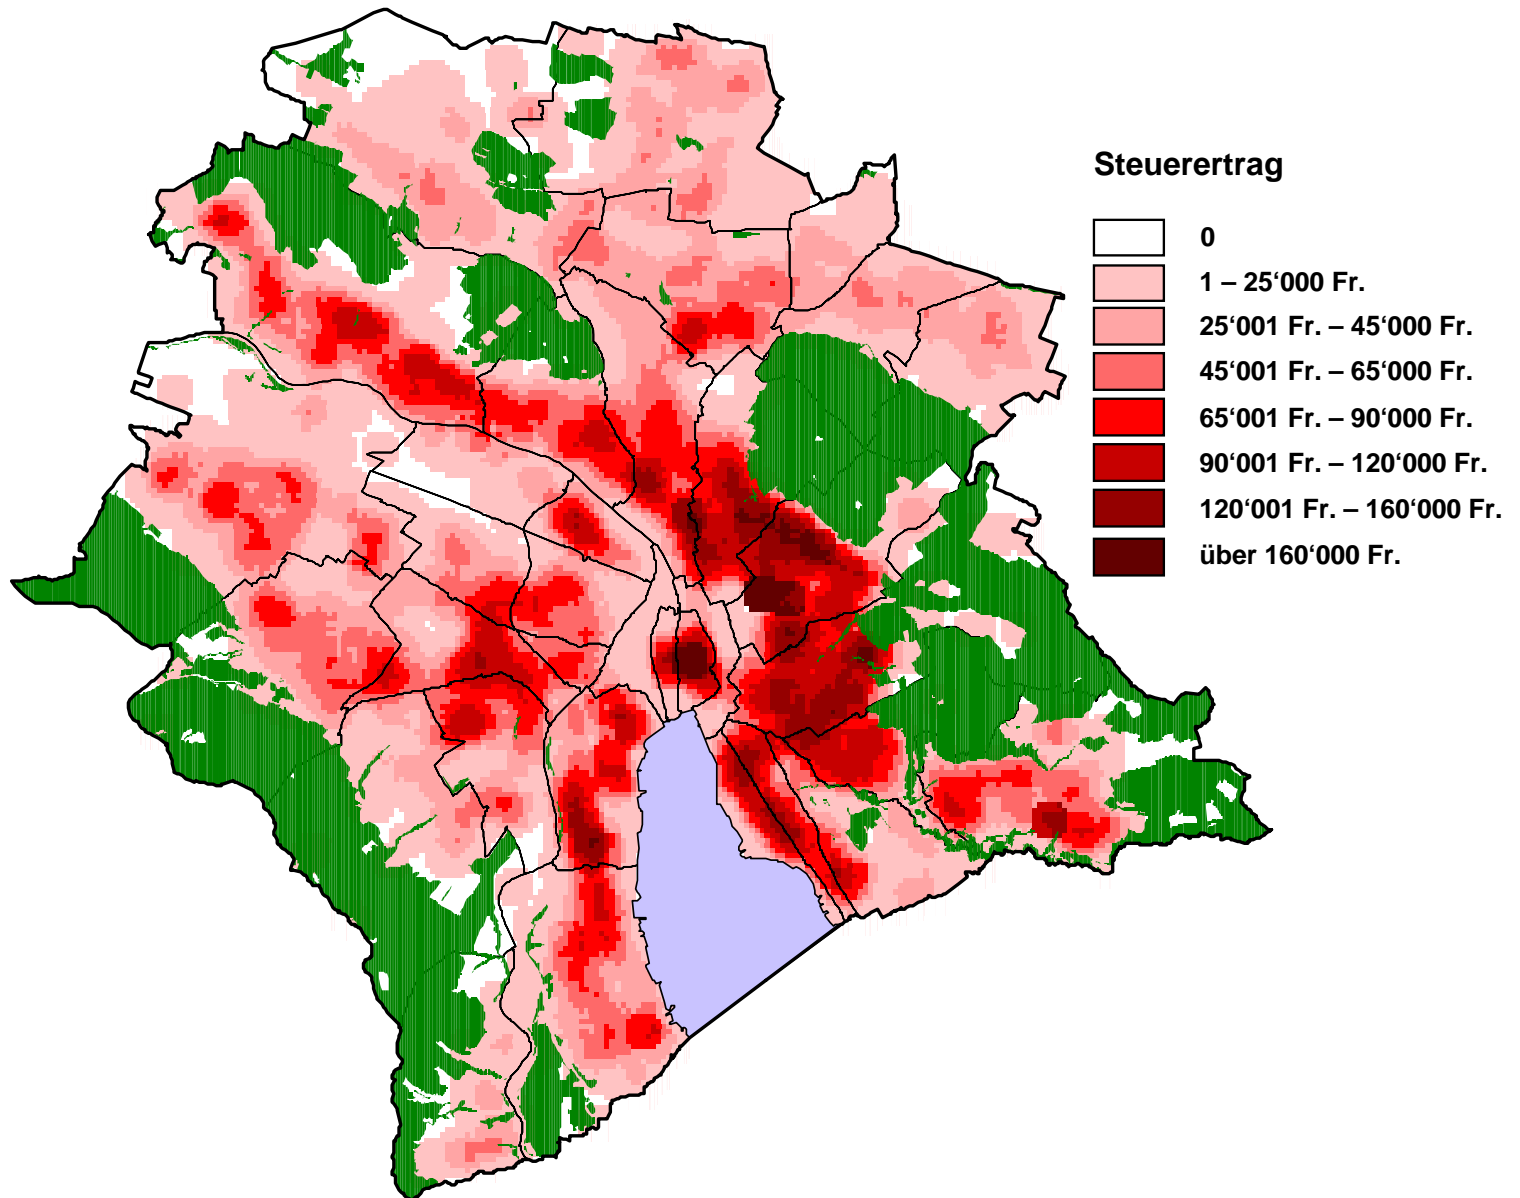 Steuerertrag
0
1 – 25‘000 Fr.
25‘001 Fr. – 45‘000 Fr.
45‘001 Fr. – 65‘000 Fr.
65‘001 Fr. – 90‘000 Fr.
90‘001 Fr. – 120‘000 Fr.
120‘001 Fr. – 160‘000 Fr.
über 160‘000 Fr.